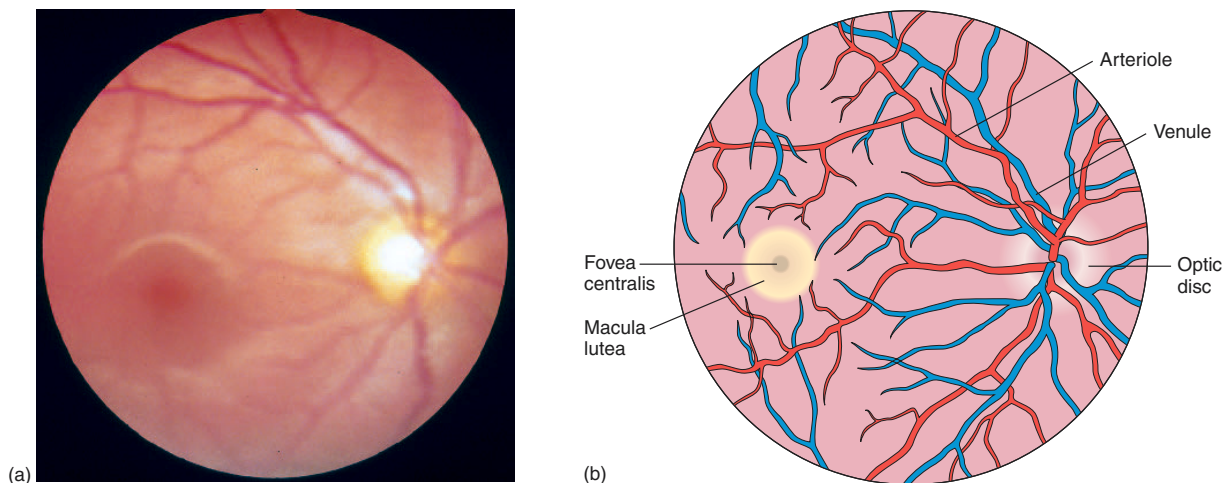 (a)
Arteriole
Venule
Fovea
centralis
Optic
disc
Macula
lutea
(b)